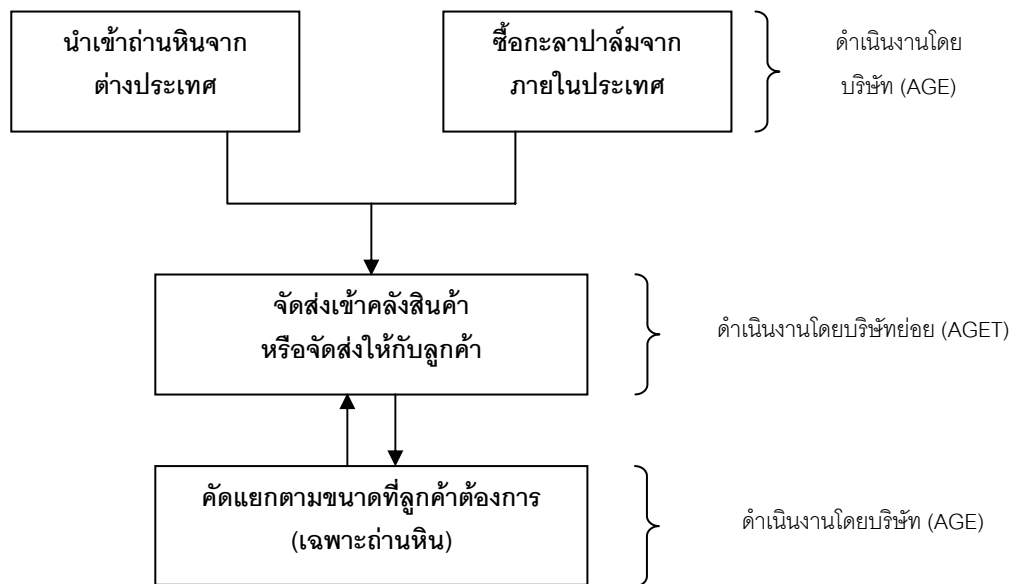 นำเข้าถ่านหินจาก
ต่างประเทศ
ซื้อกะลาปาล์มจาก
ภายในประเทศ
ดำเนินงานโดย
บริษัท (AGE)
จัดส่งเข้าคลังสินค้า
หรือจัดส่งให้กับลูกค้า
ดำเนินงานโดยบริษัทย่อย (AGET)
คัดแยกตามขนาดที่ลูกค้าต้องการ
(เฉพาะถ่านหิน)
ดำเนินงานโดยบริษัท (AGE)